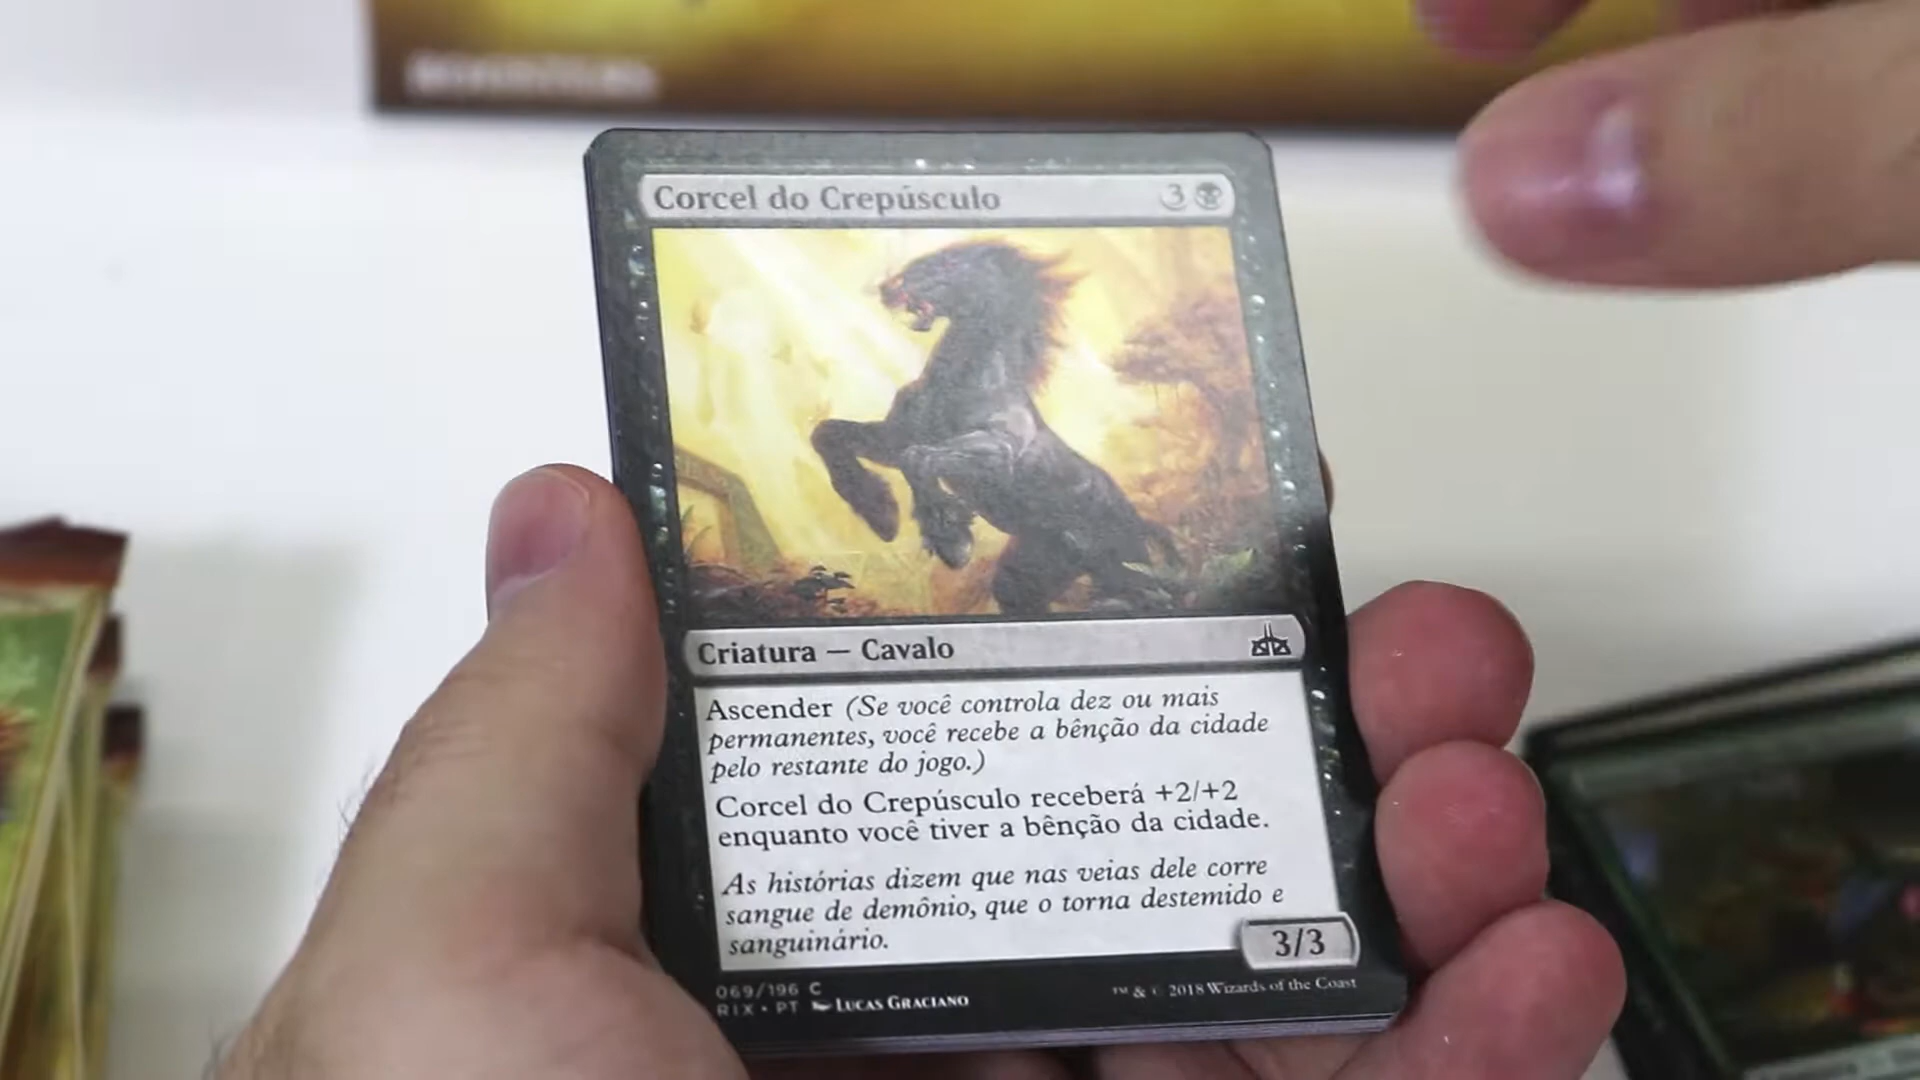 Corcel do Crepúsculo 3
Criatura — Cavalo
Ascender (Se você controla dez ou mais
permanentes, você recebe a bênção da cidade
pelo restante do jogo.)
Corcel do Crepúsculo receberá +2/+2
enquanto você tiver a bênção da cidade.
As histórias dizem que nas veias dele corre
sangue de demônio, que o torna destemido e
sanguinário.
3/3
069/196 C
RIX • PT LUCAS GRACIANO
™ & © 2018 Wizards of the Coast